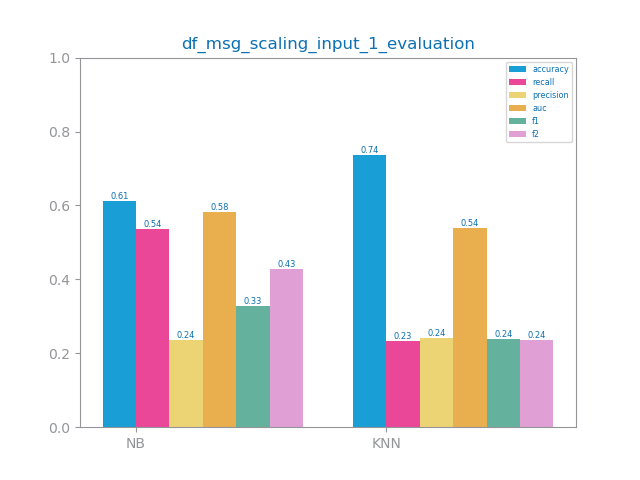 df_msg_scaling_input_1_evaluation
1.0
0.8
0.6
0.4
0.2
0.0
accuracy
recall
precision
auc
f1
f2
0.61
0.54
0.24
0.58
0.33
0.43
0.74
0.23
0.24
0.54
0.24
0.24
NB
KNN